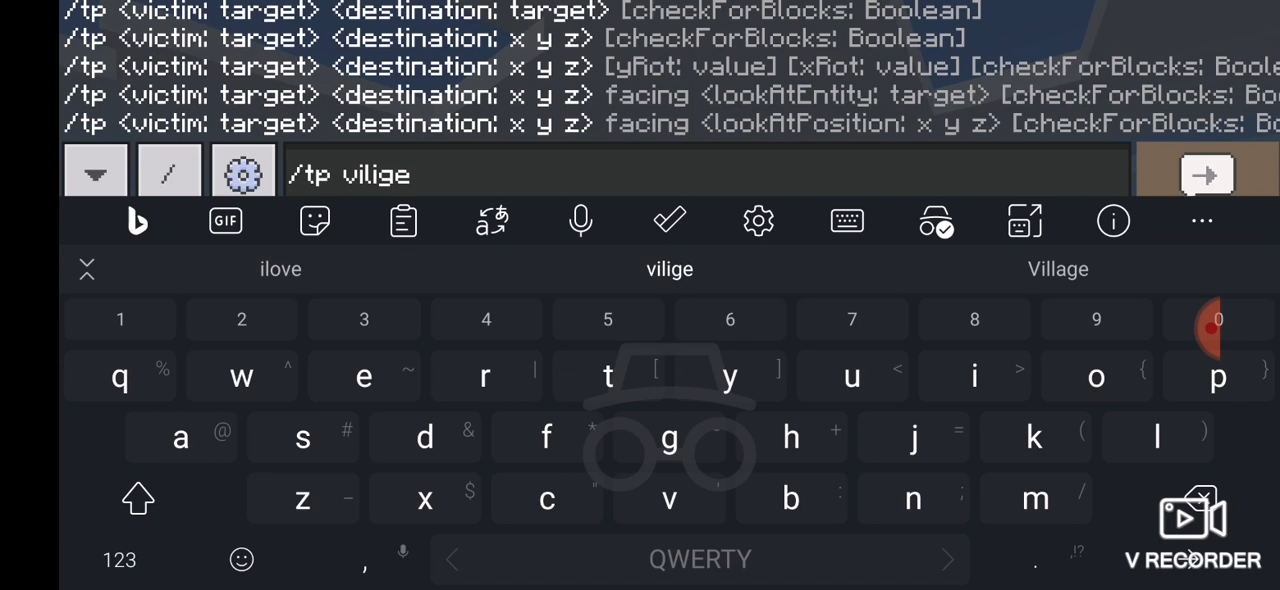 /tp <victim: target> <destination: target> [checkForBlocks: Boolean]
/tp <victim: target> <destination: x y z> [checkForBlocks: Boolean]
/tp <victim: target> <destination: x y z> [yRot: value] [xRot: value] [checkForBlocks: Boole
/tp <victim: target> <destination: x y z> facing <lookAtEntity: target> [checkForBlocks: Bo
/tp <victim: target> <destination: x y z> facing <lookAtPosition: x y z> [checkForBlocks: Bo
/ /tp vilige
GIF
ilove vilige Village
1 2 3 4 5 6 7 8 9 0
q % w ^ e ~ r | t [ y ] u < i > o { p }
a @ s # d & f * g - h + j = k ( l )
z _ x $ c " v ' b : n ; m /
123 , QWERTY . ,!?
V RECORDER